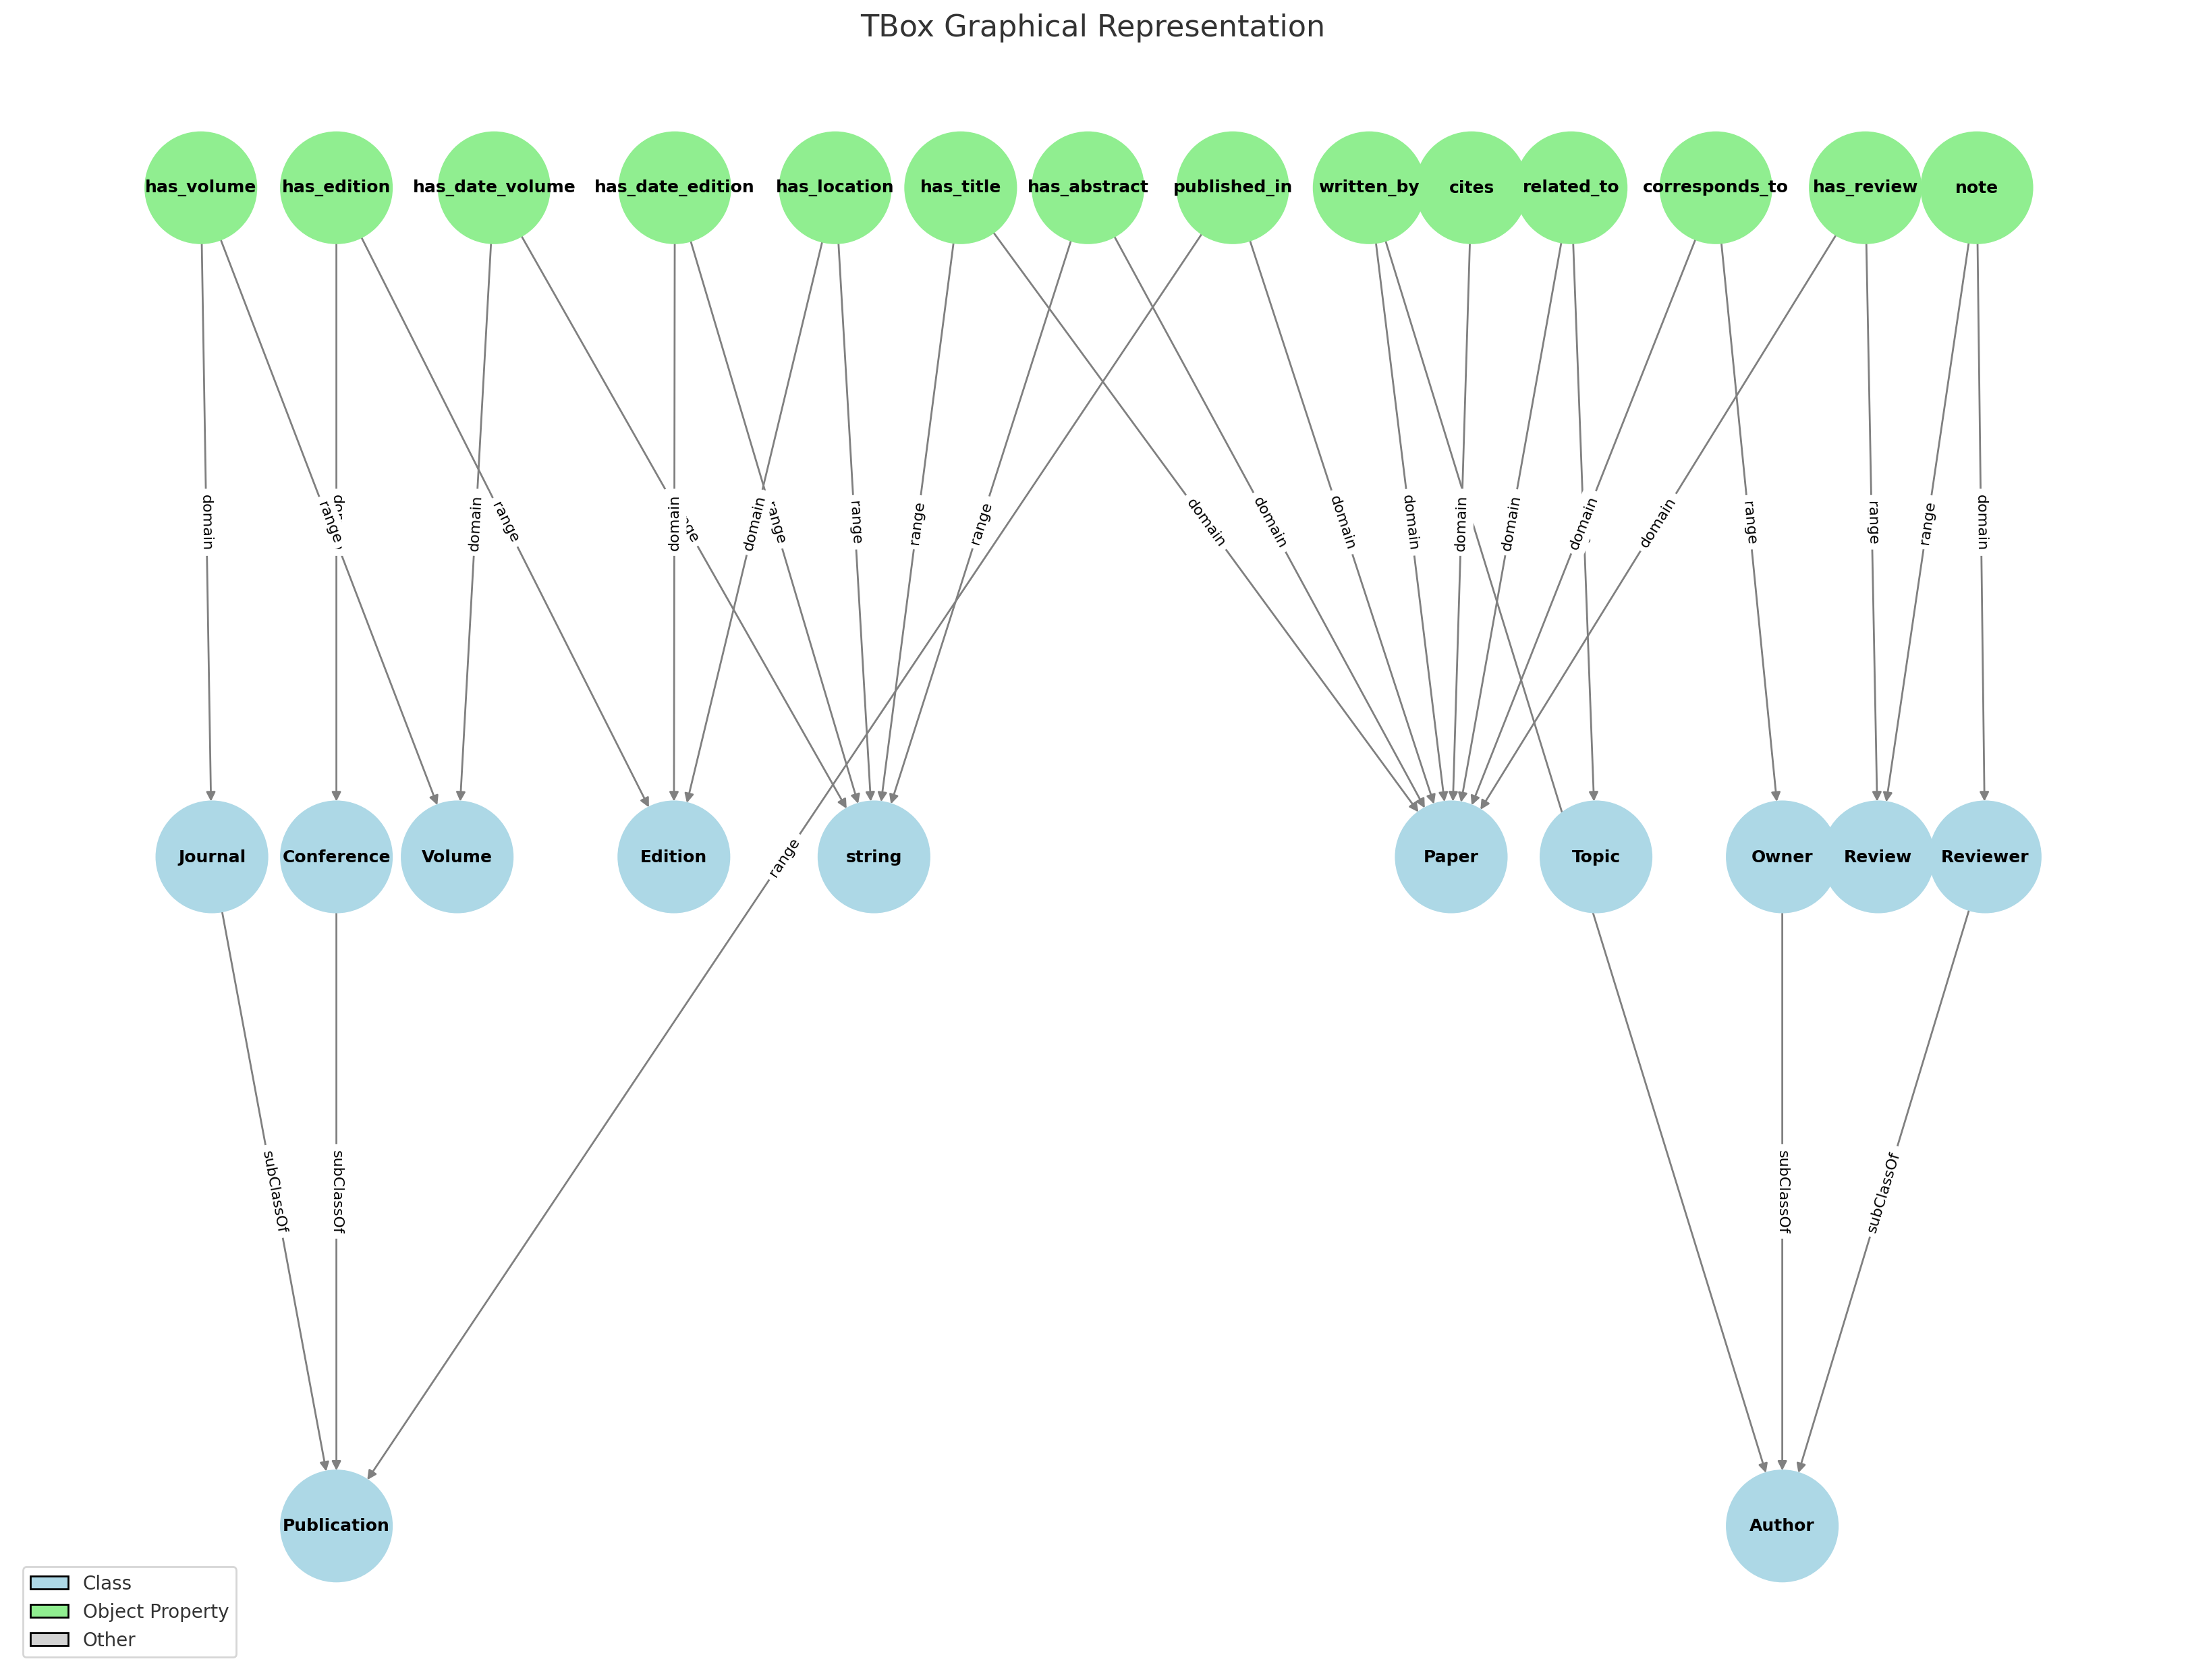 TBox Graphical Representation
has_volume
has_edition
has_date_volume
has_date_edition
has_location
has_title
has_abstract
published_in
written_by
cites
related_to
corresponds_to
has_review
note
domain
range
range
domain
domain
domain
range
range
range
range
domain
domain
domain
domain
domain
domain
domain
domain
range
range
range
domain
Journal
Conference
Volume
Edition
string
range
Paper
Topic
Owner
Review
Reviewer
subClassOf
subClassOf
subClassOf
subClassOf
Publication
Author
Class
Object Property
Other